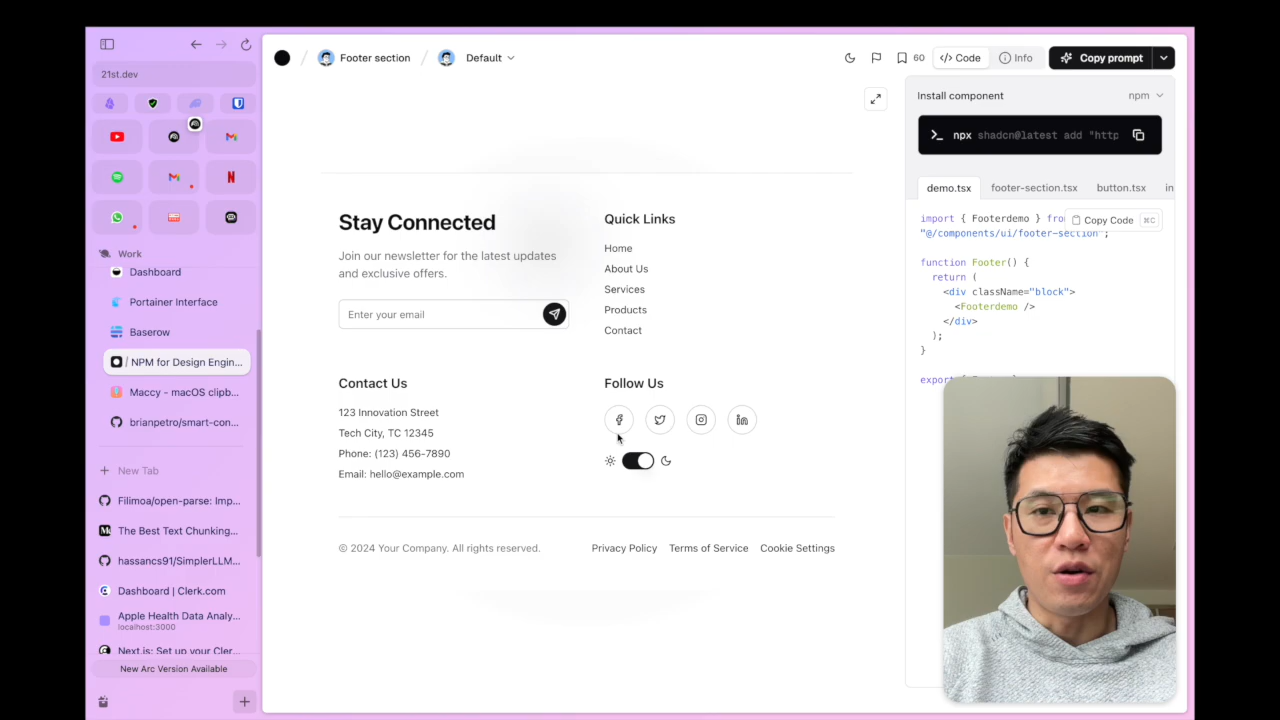 21st.dev
Work
Dashboard
Portainer Interface
Baserow
/ NPM for Design Engin...
Maccy - macOS clipb...
brianpetro/smart-con...
New Tab
Filimoa/open-parse: Imp...
The Best Text Chunking...
hassancs91/SimplerLLM...
Dashboard | Clerk.com
Apple Health Data Analy...
localhost:3000
Next.js: Set up your Cler...
New Arc Version Available
/ Footer section / Default
60
</> Code
Info
Copy prompt
Stay Connected
Join our newsletter for the latest updates
and exclusive offers.
Enter your email
Quick Links
Home
About Us
Services
Products
Contact
Contact Us
123 Innovation Street
Tech City, TC 12345
Phone: (123) 456-7890
Email: hello@example.com
Follow Us
© 2024 Your Company. All rights reserved.
Privacy Policy
Terms of Service
Cookie Settings
Install component
npm
npx shadcn@latest add "http
demo.tsx
footer-section.tsx
button.tsx
in
import { Footerdemo } fro
Copy Code ⌘C
"@/components/ui/footer-section";
function Footer() {
return (
<div className="block">
<Footerdemo />
</div>
);
}